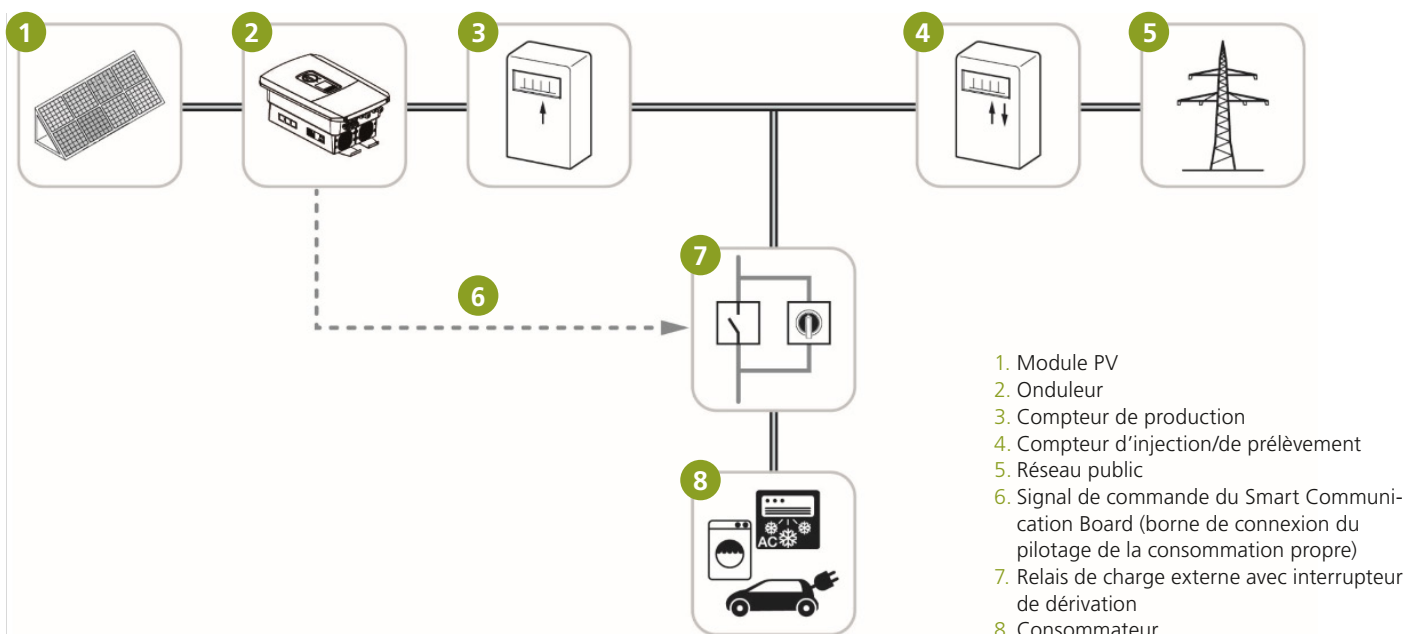 1
2
3
4
5
6
7
8
AC
1. Module PV
2. Onduleur
3. Compteur de production
4. Compteur d’injection/de prélèvement
5. Réseau public
6. Signal de commande du Smart Communi-
cation Board (borne de connexion du
pilotage de la consommation propre)
7. Relais de charge externe avec interrupteur
de dérivation
8. Consommateur